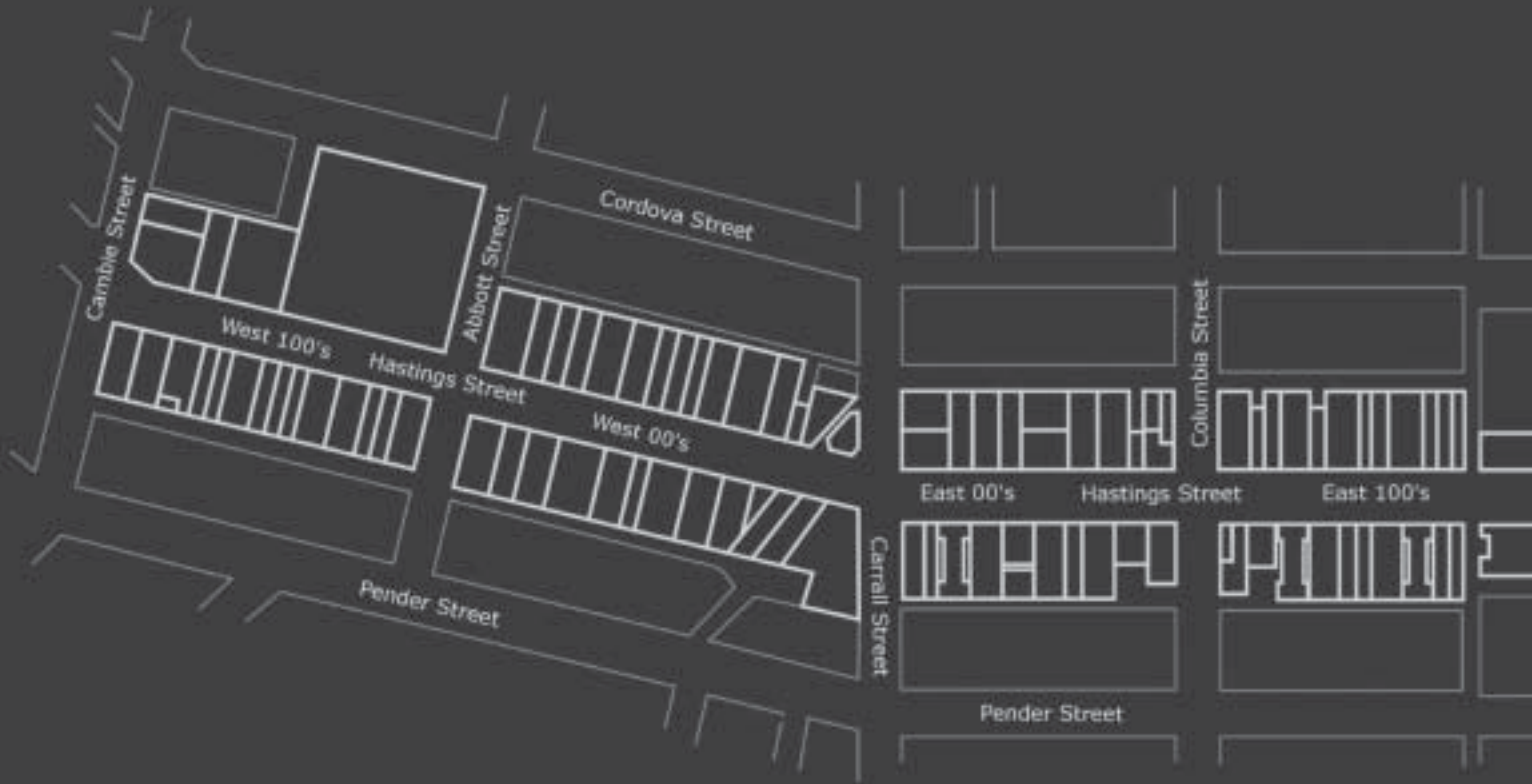 Cordova Street
Cambie Street
Abbott Street
West 100's
Hastings Street
West 00's
Columbia Street
East 00's
Hastings Street
East 100's
Carrall Street
Pender Street
Pender Street